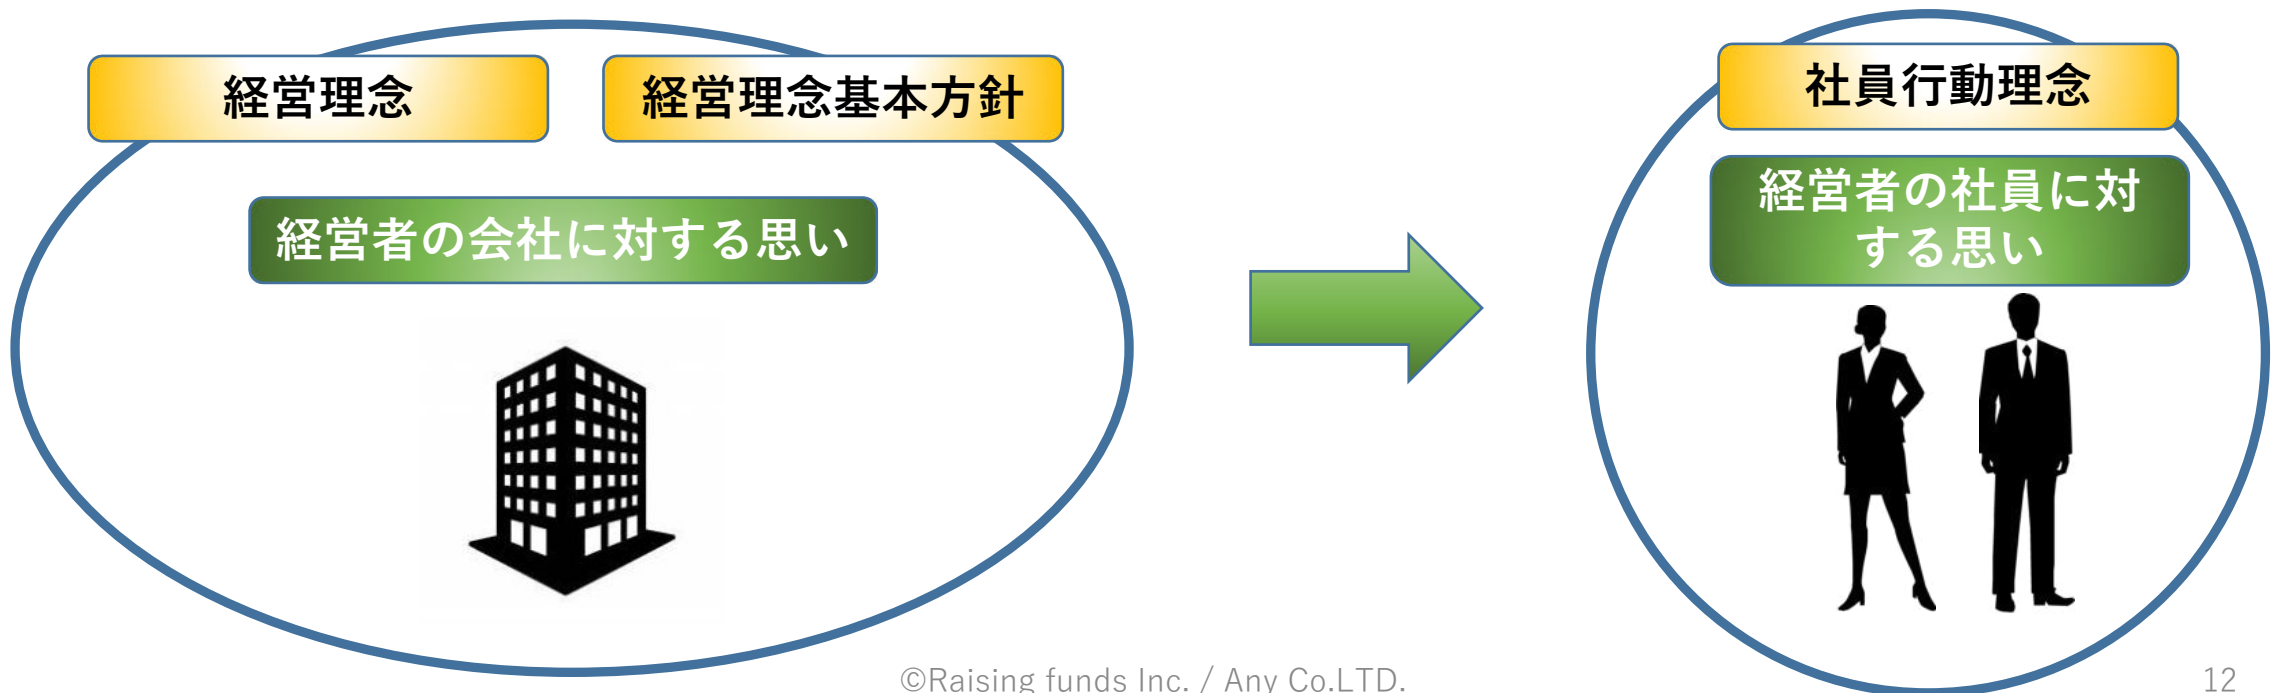 経営理念
経営理念基本方針
経営者の会社に対する思い
社員行動理念
経営者の社員に対
する思い
©Raising funds Inc. / Any Co.LTD.
12